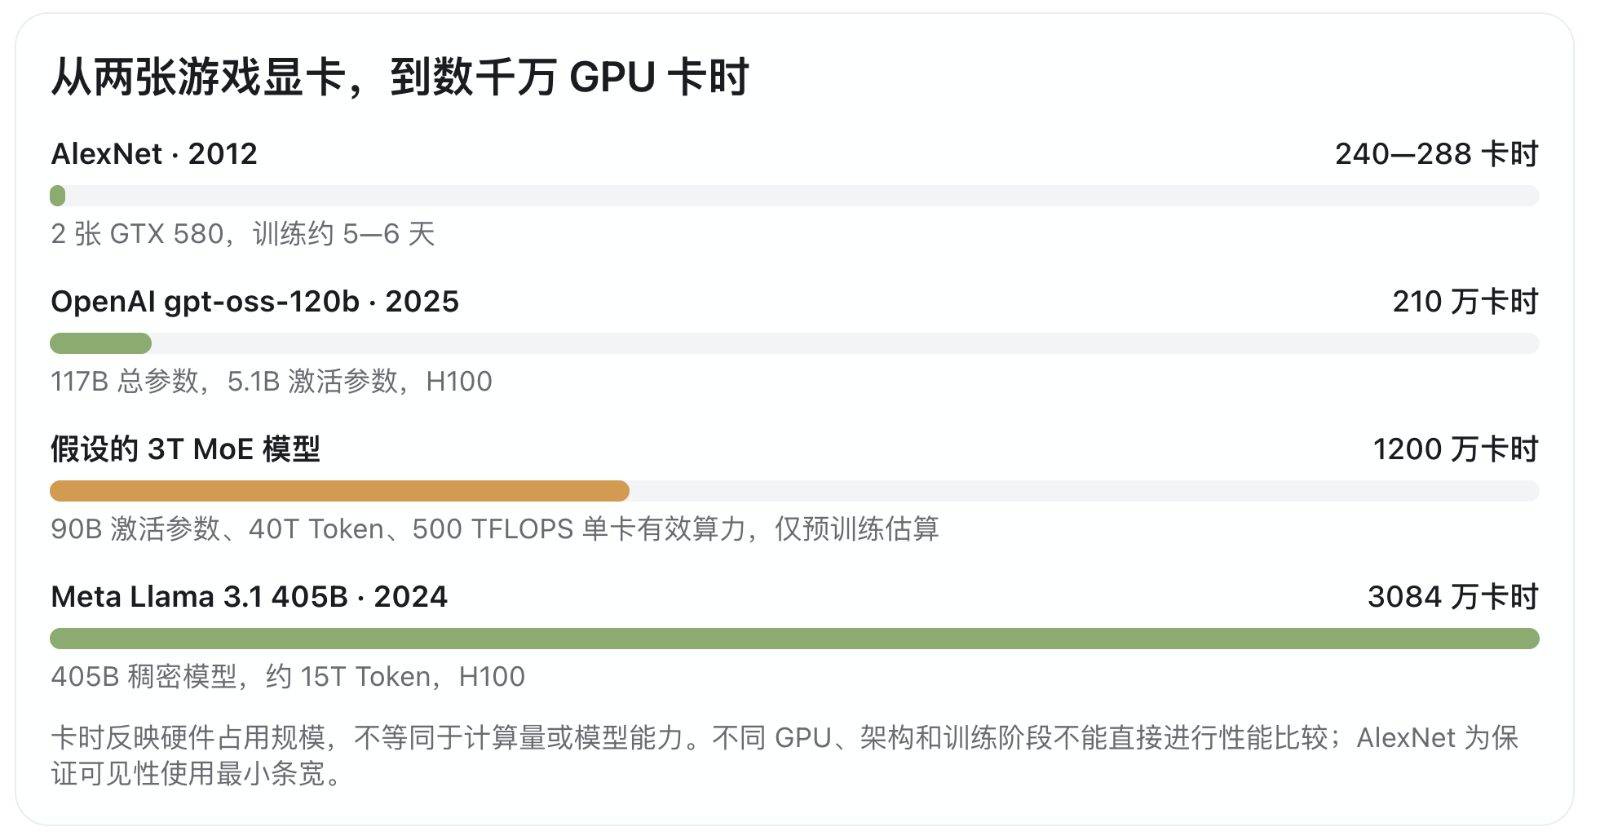 从两张游戏显卡，到数千万 GPU 卡时
AlexNet · 2012
240—288 卡时
2 张 GTX 580，训练约 5—6 天
OpenAI gpt-oss-120b · 2025
210 万卡时
117B 总参数，5.1B 激活参数，H100
假设的 3T MoE 模型
1200 万卡时
90B 激活参数、40T Token、500 TFLOPS 单卡有效算力，仅预训练估算
Meta Llama 3.1 405B · 2024
3084 万卡时
405B 稠密模型，约 15T Token，H100
卡时反映硬件占用规模，不等同于计算量或模型能力。不同 GPU、架构和训练阶段不能直接进行性能比较；AlexNet 为保
证可见性使用最小条宽。